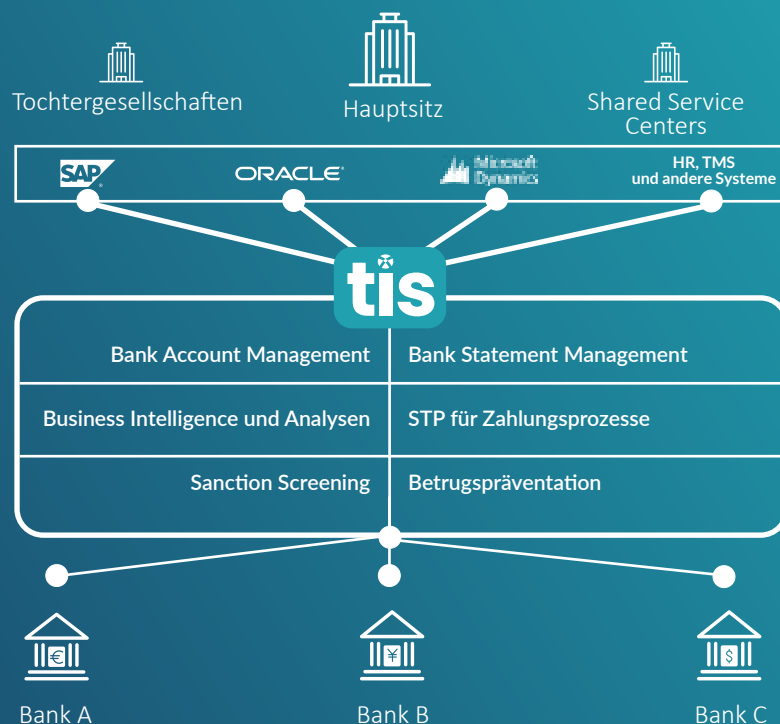 Tochtergesellschaften
Hauptsitz
Shared Service
Centers
SAP
ORACLE
Microsoft
Dynamics
HR, TMS
und andere Systeme
tis
Bank Account Management
Bank Statement Management
Business Intelligence und Analysen
STP für Zahlungsprozesse
Sanction Screening
Betrugspräventation
€
¥
$
Bank A
Bank B
Bank C